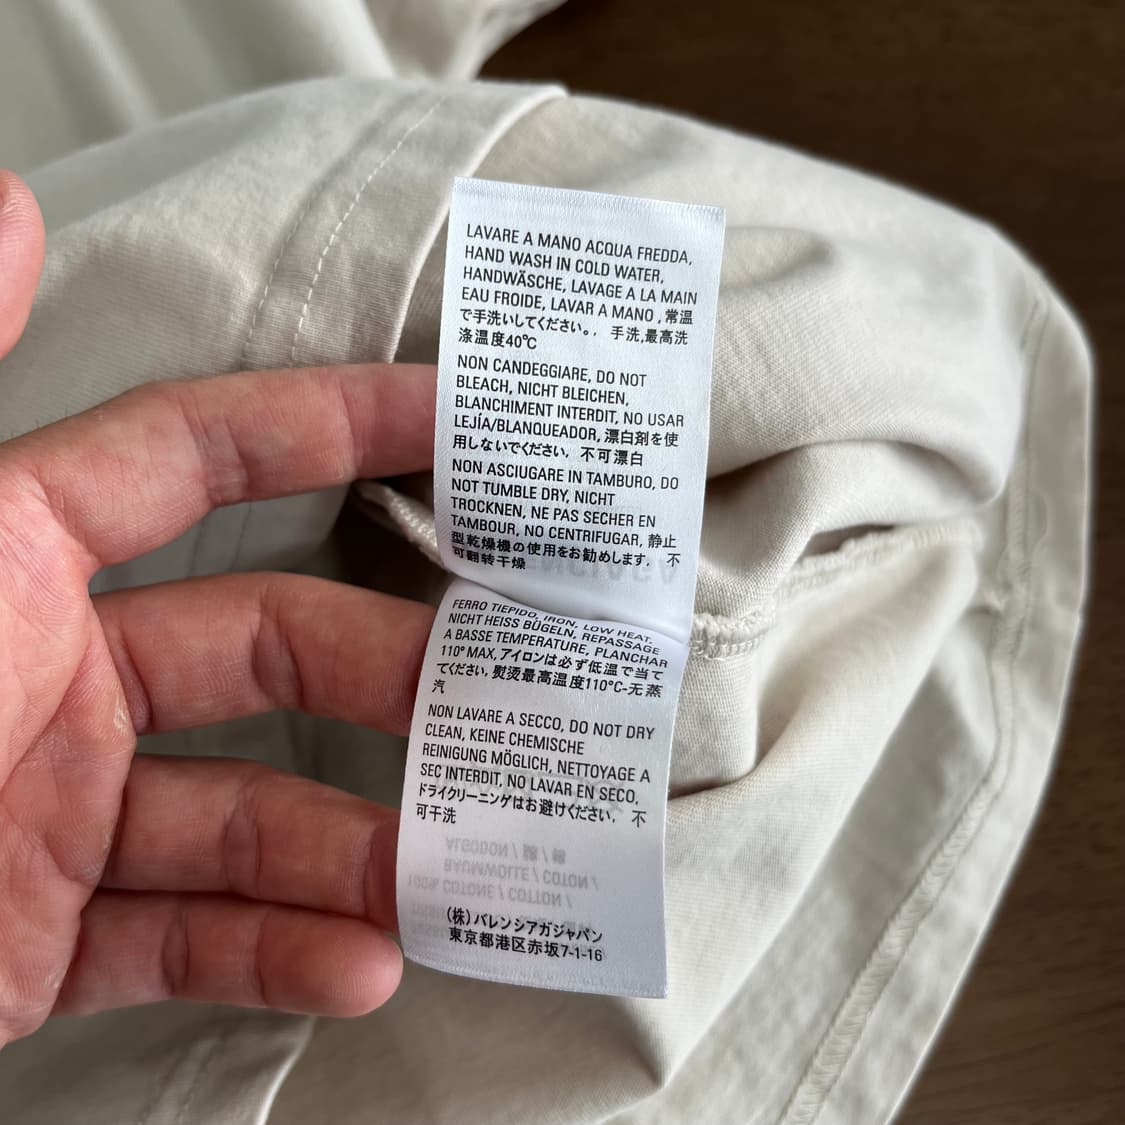 LAVARE A MANO ACQUA FREDDA,
HAND WASH IN COLD WATER,
HANDWÄSCHE, LAVAGE A LA MAIN
EAU FROIDE, LAVAR A MANO , 常温
で手洗いしてください。. 手洗,最高洗
涤温度40℃
NON CANDEGGIARE, DO NOT
BLEACH, NICHT BLEICHEN,
BLANCHIMENT INTERDIT, NO USAR
LEJÍA/BLANQUEADOR, 漂白剤を使
用しないでください. 不可漂白
NON ASCIUGARE IN TAMBURO, DO
NOT TUMBLE DRY, NICHT
TROCKNEN, NE PAS SECHER EN
TAMBOUR, NO CENTRIFUGAR, 静止
型乾燥機の使用をお勧めします. 不
可翻转干燥
FERRO TIEPIDO, IRON, LOW HEAT,
NICHT HEISS BÜGELN, REPASSAGE
A BASSE TEMPERATURE, PLANCHAR
110° MAX, アイロンは必ず低温で当て
てください, 熨烫最高温度110°C-无蒸
汽
NON LAVARE A SECCO, DO NOT DRY
CLEAN, KEINE CHEMISCHE
REINIGUNG MÖGLICH, NETTOYAGE A
SEC INTERDIT, NO LAVAR EN SECO,
ドライクリーニングはお避けください. 不
可干洗
100% COTONE / COTTON /
BAUMWOLLE / COTON /
ALGODON / 綿 / 棉
(株)バレンシアガジャパン
東京都港区赤坂7-1-16